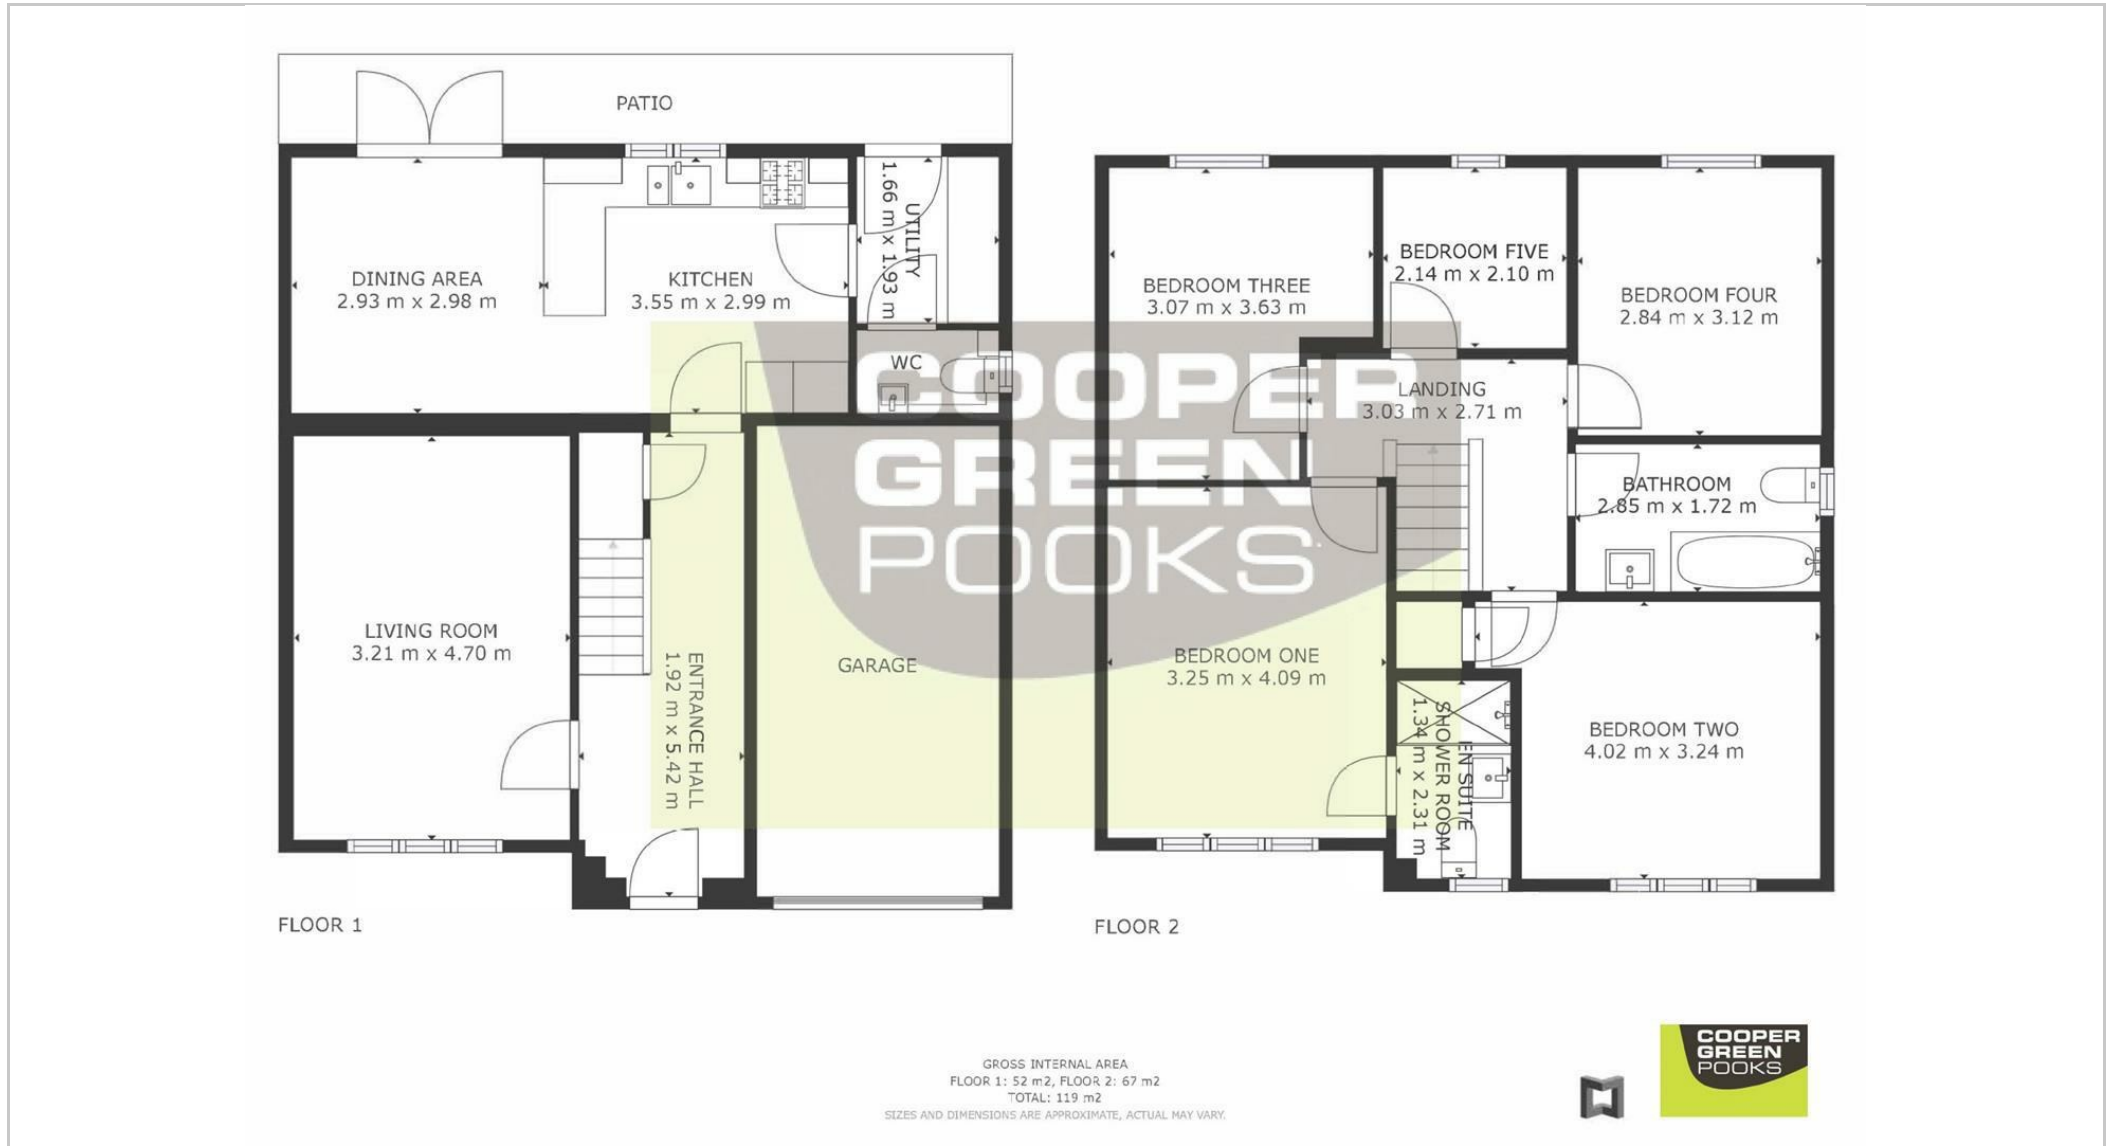 PATIO
DINING AREA
2.93 m x 2.98 m
KITCHEN
3.55 m x 2.99 m
UTILITY
1.66 m x 1.93 m
WC
LIVING ROOM
3.21 m x 4.70 m
ENTRANCE HALL
1.92 m x 5.42 m
GARAGE
FLOOR 1
BEDROOM THREE
3.07 m x 3.63 m
BEDROOM FIVE
2.14 m x 2.10 m
BEDROOM FOUR
2.84 m x 3.12 m
LANDING
3.03 m x 2.71 m
BATHROOM
2.85 m x 1.72 m
BEDROOM ONE
3.25 m x 4.09 m
EN SUITE
SHOWER ROOM
1.34 m x 2.31 m
BEDROOM TWO
4.02 m x 3.24 m
FLOOR 2
COOPER
GREEN
POOKS
GROSS INTERNAL AREA
FLOOR 1: 52 m2, FLOOR 2: 67 m2
TOTAL: 119 m2
SIZES AND DIMENSIONS ARE APPROXIMATE, ACTUAL MAY VARY.
COOPER
GREEN
POOKS